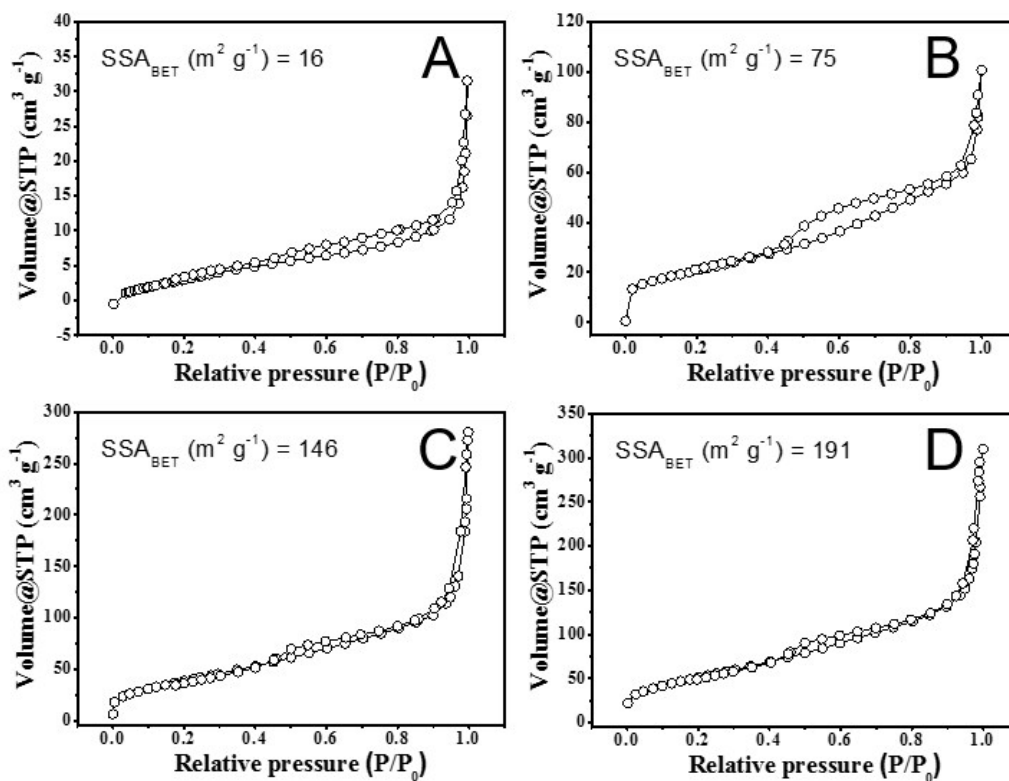 SSA_BET (m² g⁻¹) = 16
A
Volume@STP (cm³ g⁻¹)
40
35
30
25
20
15
10
5
0
-5
0.0 0.2 0.4 0.6 0.8 1.0
Relative pressure (P/P₀)
SSA_BET (m² g⁻¹) = 75
B
Volume@STP (cm³ g⁻¹)
120
100
80
60
40
20
0
0.0 0.2 0.4 0.6 0.8 1.0
Relative pressure (P/P₀)
SSA_BET (m² g⁻¹) = 146
C
Volume@STP (cm³ g⁻¹)
300
250
200
150
100
50
0
0.0 0.2 0.4 0.6 0.8 1.0
Relative pressure (P/P₀)
SSA_BET (m² g⁻¹) = 191
D
Volume@STP (cm³ g⁻¹)
350
300
250
200
150
100
50
0
0.0 0.2 0.4 0.6 0.8 1.0
Relative pressure (P/P₀)